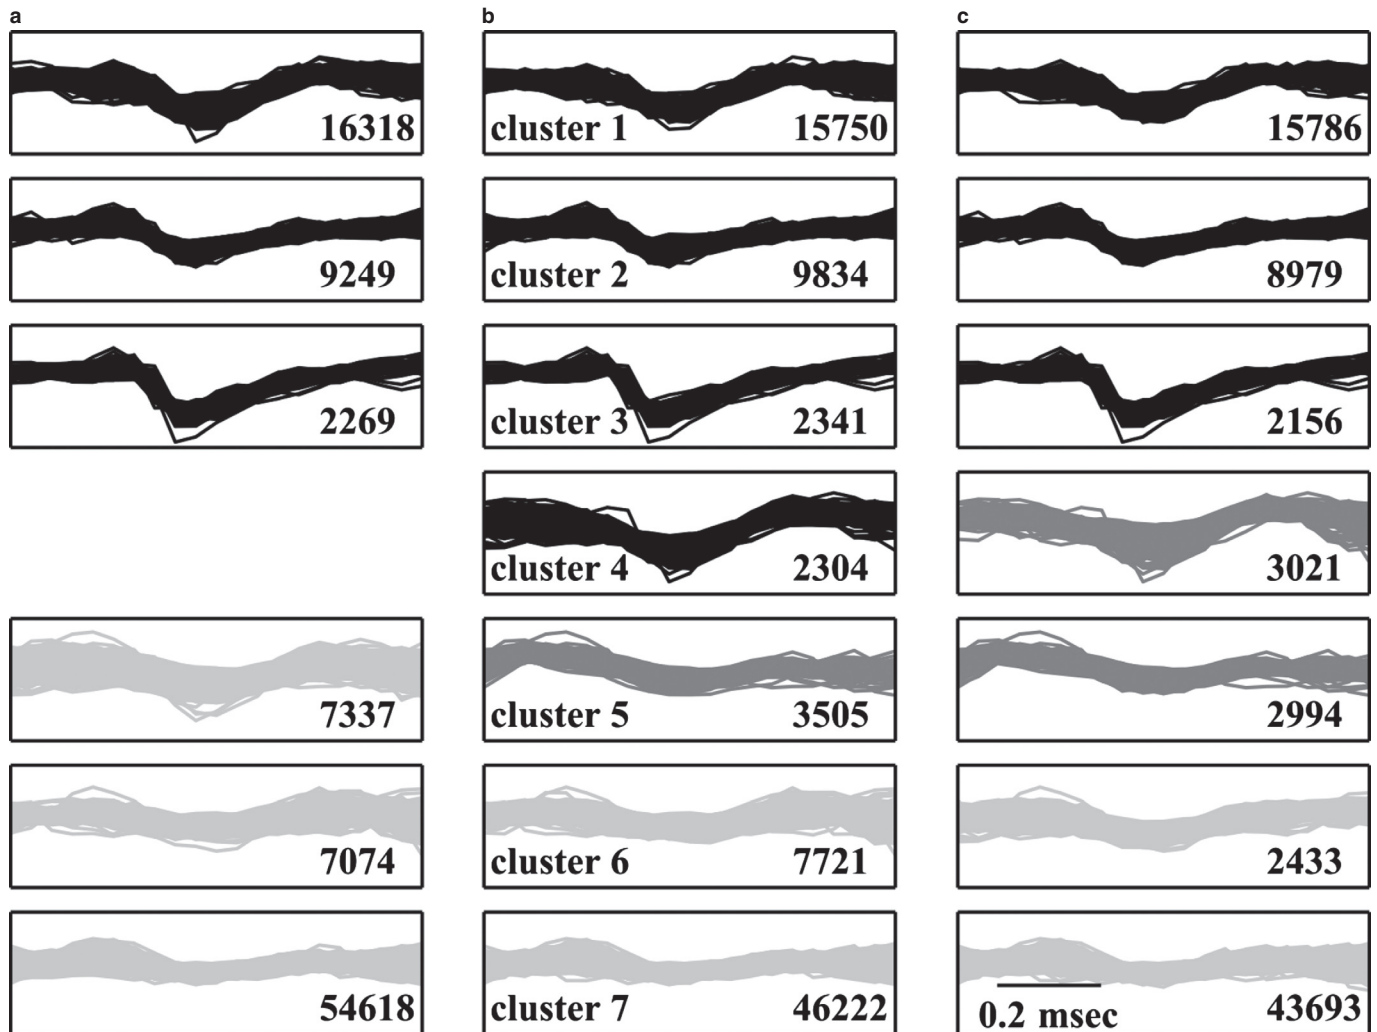 a b c
16318 cluster 1 15750 15786
9249 cluster 2 9834 8979
2269 cluster 3 2341 2156
cluster 4 2304 3021
7337 cluster 5 3505 2994
7074 cluster 6 7721 2433
54618 cluster 7 46222 0.2 msec 43693